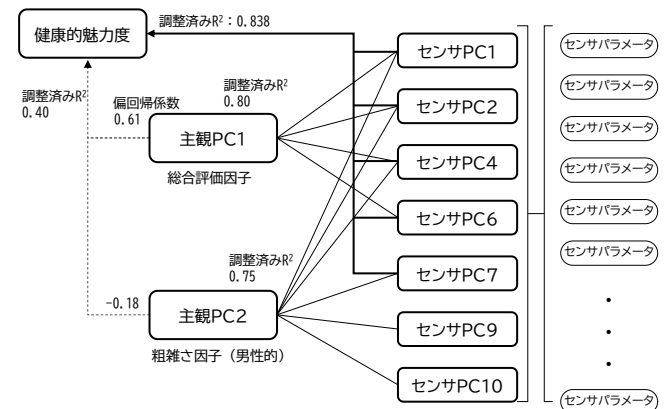 調整済みR²：0.838
健康的魅力度
センサPC1
センサパラメータ
調整済みR²
0.40
偏回帰係数
0.61
調整済みR²
0.80
センサPC2
センサパラメータ
主観PC1
センサパラメータ
総合評価因子
センサPC4
センサパラメータ
センサPC6
センサパラメータ
調整済みR²
0.75
センサPC7
センサパラメータ
-0.18
主観PC2
センサPC9
粗雑さ因子（男性的）
センサPC10
センサパラメータ